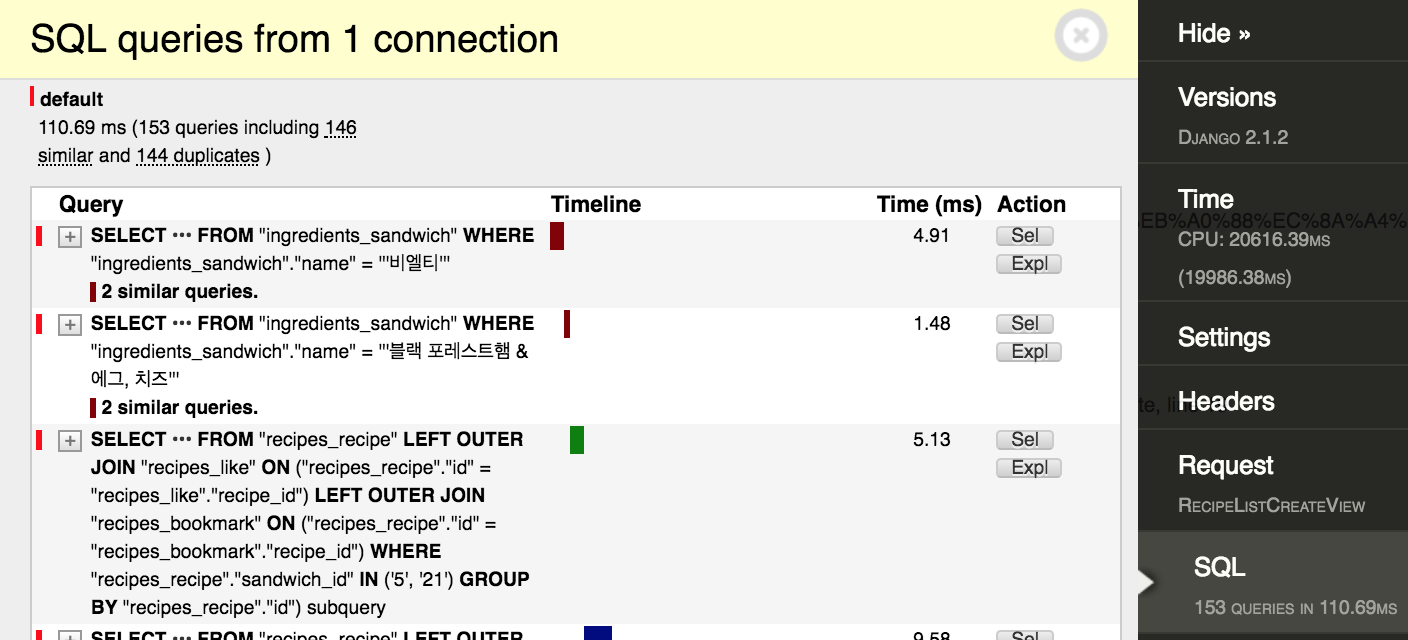 SQL queries from 1 connection
default
110.69 ms (153 queries including 146
similar and 144 duplicates )
Query Timeline Time (ms) Action
SELECT ••• FROM "ingredients_sandwich" WHERE 4.91 Sel
"ingredients_sandwich"."name" = '"비엘티"' Expl
2 similar queries.
SELECT ••• FROM "ingredients_sandwich" WHERE 1.48 Sel
"ingredients_sandwich"."name" = '"블랙 포레스트햄 & Expl
에그, 치즈"'
2 similar queries.
SELECT ••• FROM "recipes_recipe" LEFT OUTER 5.13 Sel
JOIN "recipes_like" ON ("recipes_recipe"."id" = Expl
"recipes_like"."recipe_id") LEFT OUTER JOIN
"recipes_bookmark" ON ("recipes_recipe"."id" =
"recipes_bookmark"."recipe_id") WHERE
"recipes_recipe"."sandwich_id" IN ('5', '21') GROUP
BY "recipes_recipe"."id") subquery
SELECT ••• FROM "recipes_recipe" LEFT OUTER 9.58 Sel
Hide »
Versions
Django 2.1.2
Time
EB%A0%88%EC%8A%A4%
CPU: 20616.39ms
(19986.38ms)
Settings
Headers
Request
RecipeListCreateView
SQL
153 queries in 110.69ms